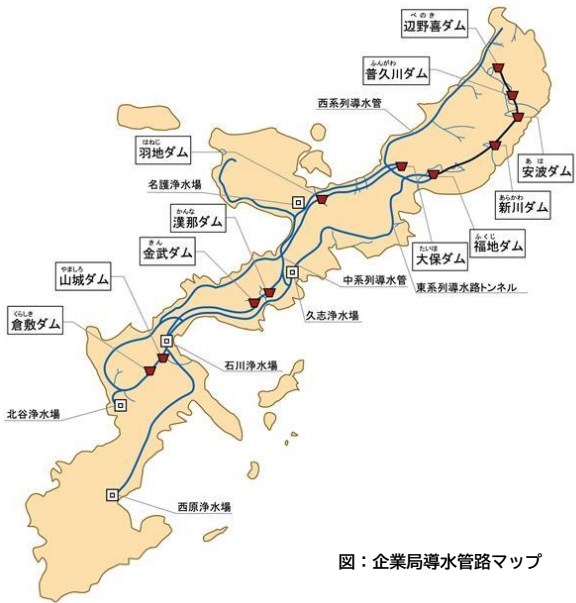 べのき
辺野喜ダム
ふんがわ
普久川ダム
西系列導水管
はねじ
羽地ダム
あは
安波ダム
名護浄水場
あらかわ
新川ダム
かんな
漢那ダム
ふくじ
福地ダム
たいほ
大保ダム
きん
金武ダム
やましろ
山城ダム
中系列導水管
東系列導水路トンネル
くらしき
倉敷ダム
久志浄水場
石川浄水場
北谷浄水場
西原浄水場
図：企業局導水管路マップ